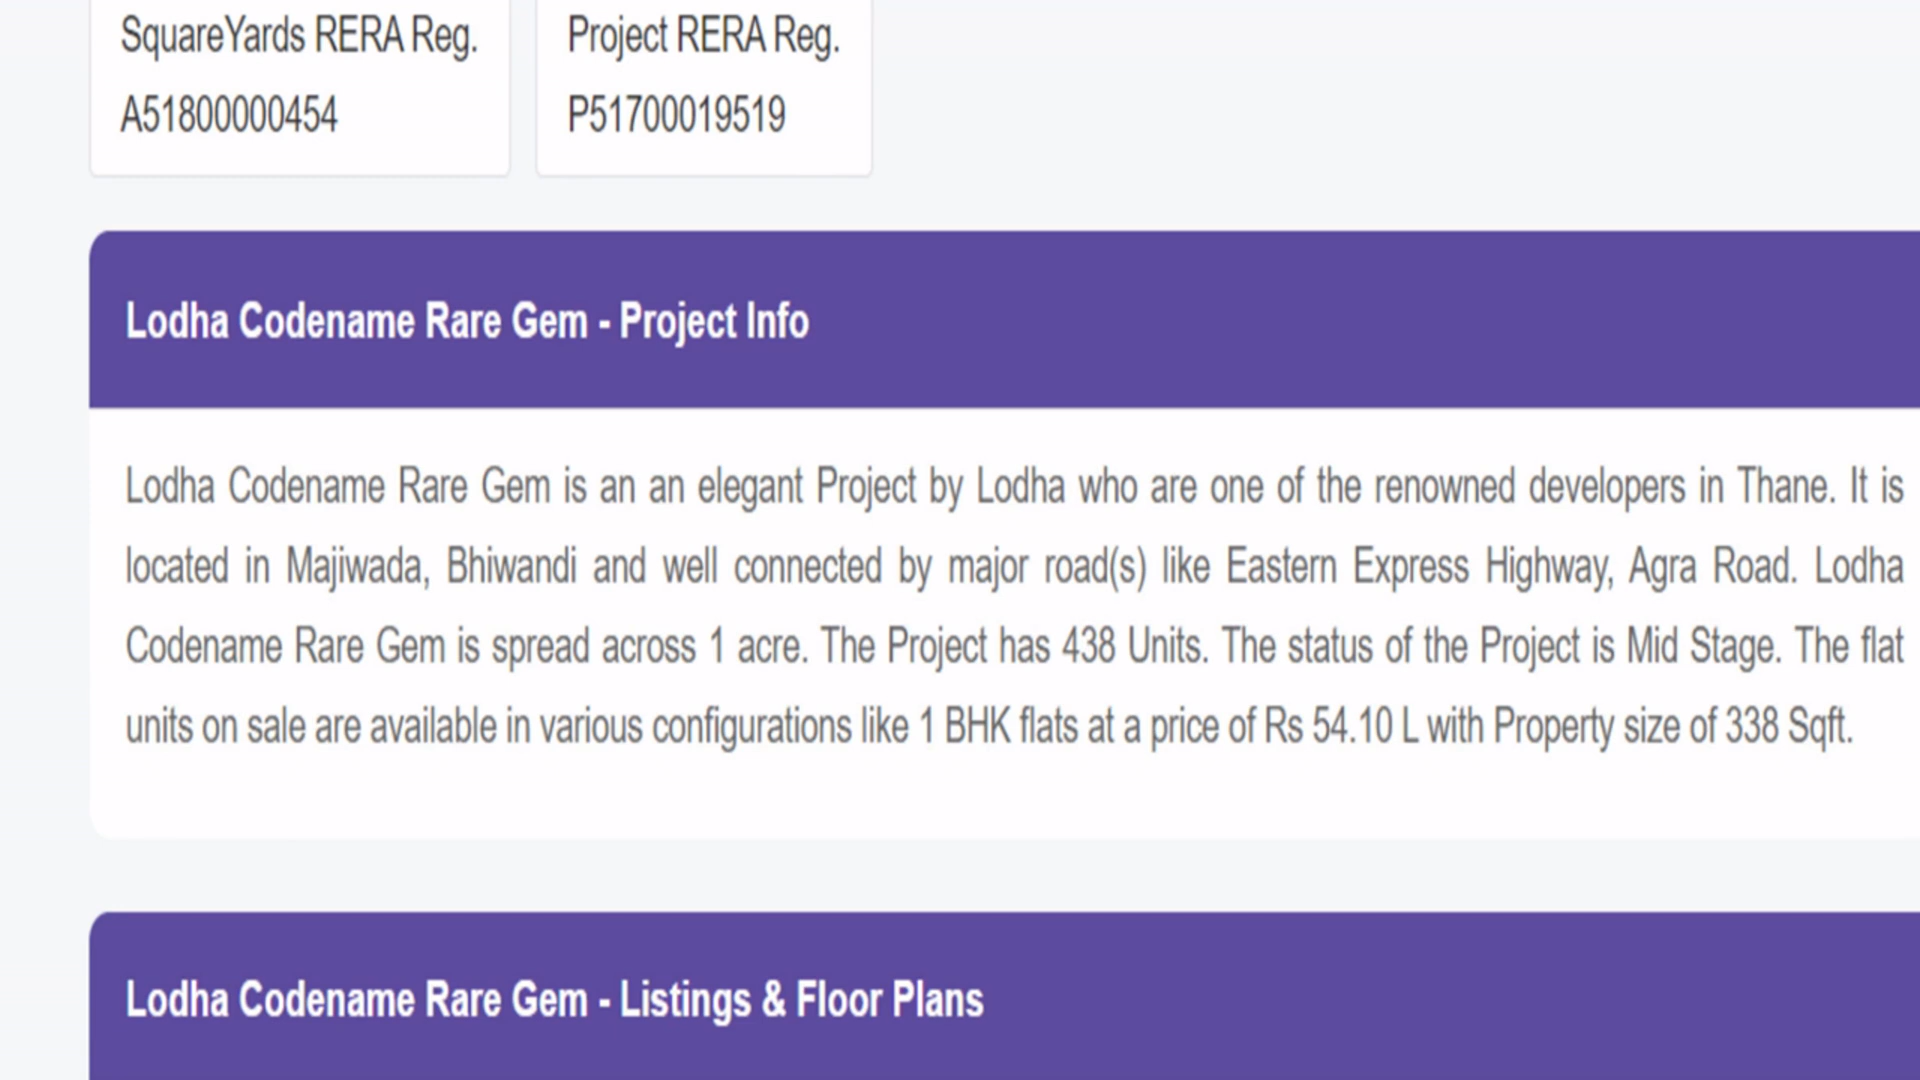 SquareYards RERA Reg.
A51800000454
Project RERA Reg.
P51700019519
Lodha Codename Rare Gem - Project Info
Lodha Codename Rare Gem is an an elegant Project by Lodha who are one of the renowned developers in Thane. It is
located in Majiwada, Bhiwandi and well connected by major road(s) like Eastern Express Highway, Agra Road. Lodha
Codename Rare Gem is spread across 1 acre. The Project has 438 Units. The status of the Project is Mid Stage. The flat
units on sale are available in various configurations like 1 BHK flats at a price of Rs 54.10 L with Property size of 338 Sqft.
Lodha Codename Rare Gem - Listings & Floor Plans